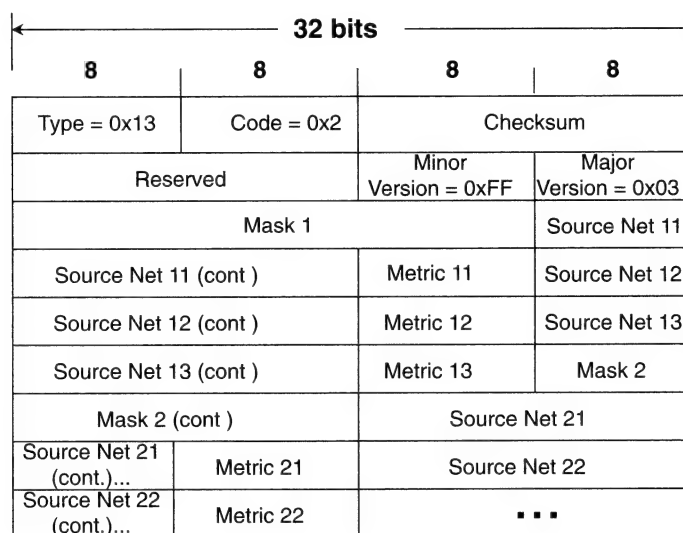 32 bits
8 8 8 8
Type = 0x13 Code = 0x2 Checksum
Reserved Minor Version = 0xFF Major Version = 0x03
Mask 1 Source Net 11
Source Net 11 (cont ) Metric 11 Source Net 12
Source Net 12 (cont ) Metric 12 Source Net 13
Source Net 13 (cont ) Metric 13 Mask 2
Mask 2 (cont ) Source Net 21
Source Net 21 (cont.)... Metric 21 Source Net 22
Source Net 22 (cont.)... Metric 22 ...